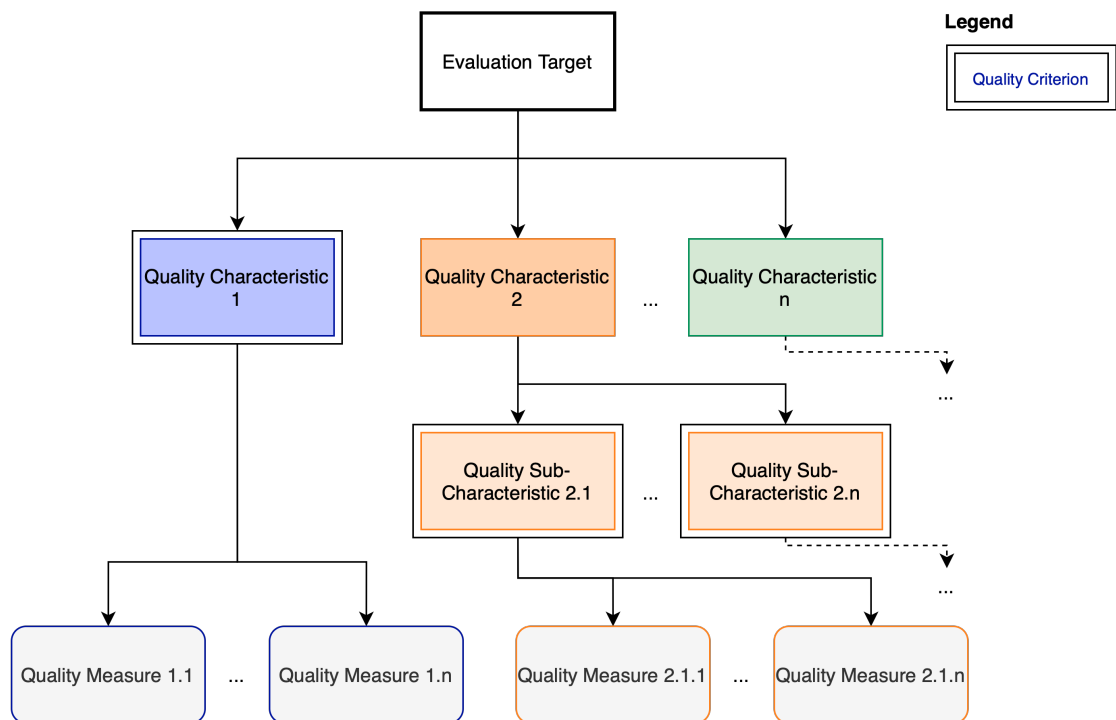 Legend
Evaluation Target
Quality Criterion
Quality Characteristic
1
Quality Characteristic
2
...
Quality Characteristic
n
...
Quality Sub-
Characteristic 2.1
...
Quality Sub-
Characteristic 2.n
...
Quality Measure 1.1
...
Quality Measure 1.n
Quality Measure 2.1.1
...
Quality Measure 2.1.n